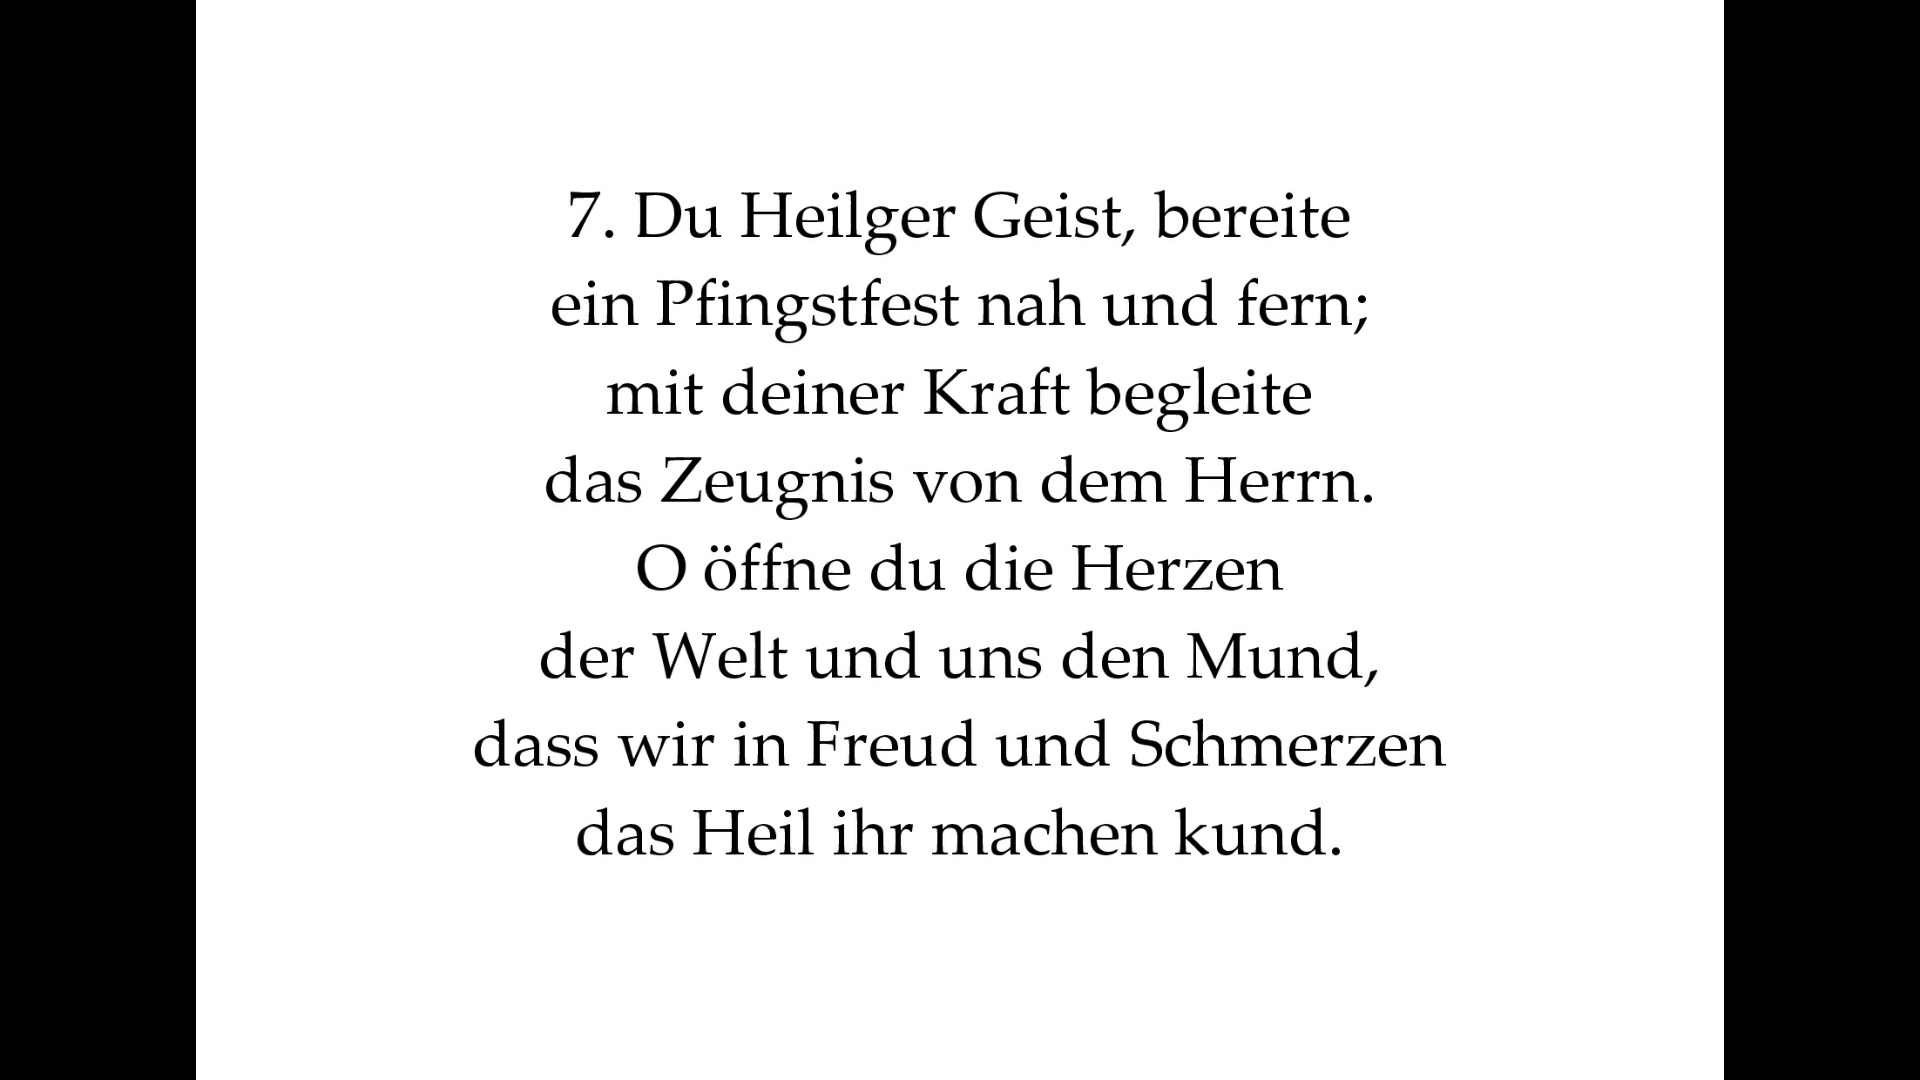 7. Du Heilger Geist, bereite
ein Pfingstfest nah und fern;
mit deiner Kraft begleite
das Zeugnis von dem Herrn.
O öffne du die Herzen
der Welt und uns den Mund,
dass wir in Freud und Schmerzen
das Heil ihr machen kund.